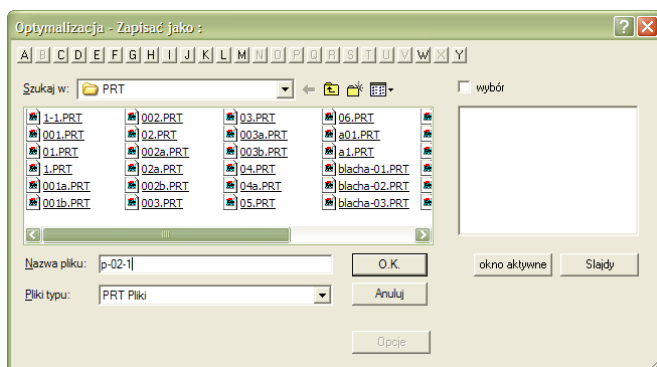 Optymalizacja - Zapisać jako :
A B C D E F G H I J K L M N O P Q R S T U V W X Y
Szukaj w: PRT
wybór
1-1.PRT 002.PRT 03.PRT 06.PRT
001.PRT 02.PRT 003a.PRT a01.PRT
01.PRT 002a.PRT 003b.PRT a1.PRT
1.PRT 02a.PRT 04.PRT blacha-01.PRT
001a.PRT 002b.PRT 04a.PRT blacha-02.PRT
001b.PRT 003.PRT 05.PRT blacha-03.PRT
Nazwa pliku: p-02-1 O.K. okno aktywne Slajdy
Pliki typu: PRT Pliki Anuluj
Opcje